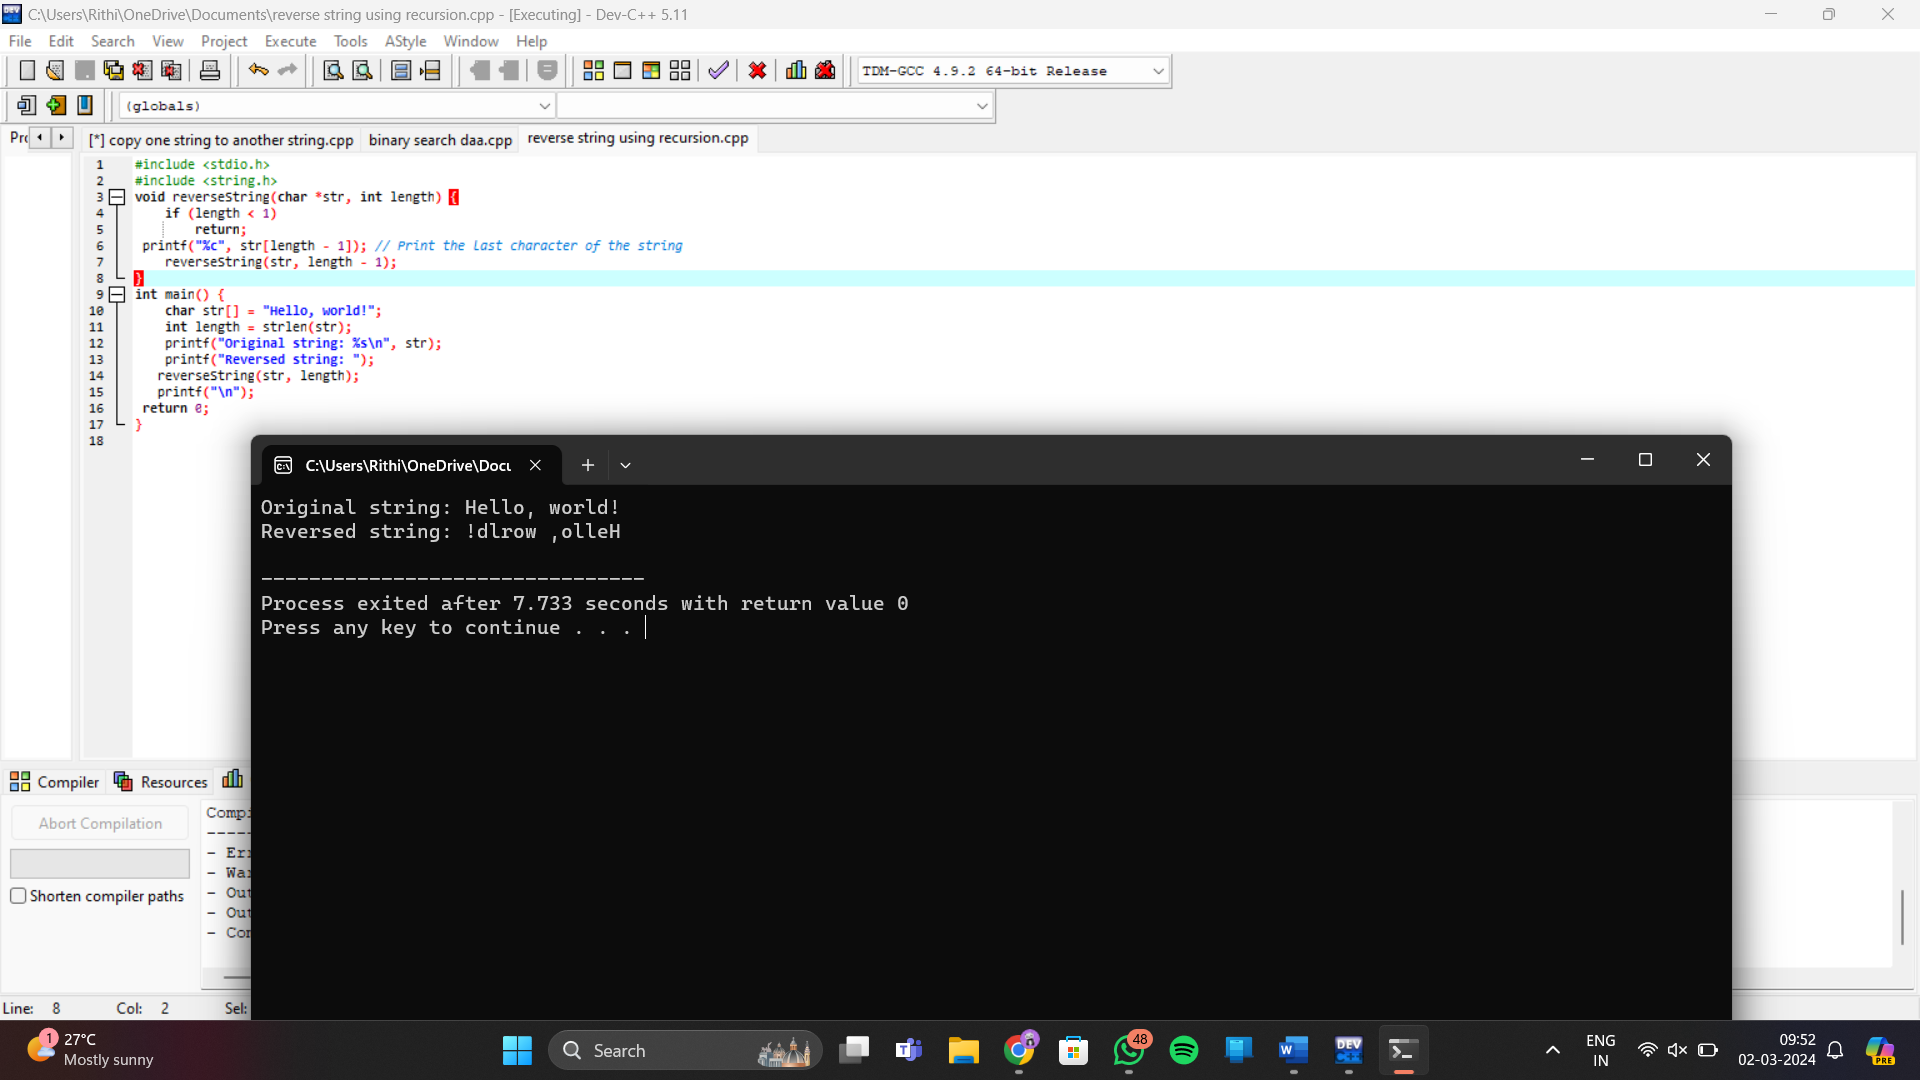 C:\Users\Rithi\OneDrive\Documents\reverse string using recursion.cpp - [Executing] - Dev-C++ 5.11
File Edit Search View Project Execute Tools AStyle Window Help
TDM-GCC 4.9.2 64-bit Release
(globals)
[*] copy one string to another string.cpp binary search daa.cpp reverse string using recursion.cpp
1 #include <stdio.h>
2 #include <string.h>
3 void reverseString(char *str, int length) {
4 if (length < 1)
5 return;
6 printf("%c", str[length - 1]); // Print the last character of the string
7 reverseString(str, length - 1);
8 }
9 int main() {
10 char str[] = "Hello, world!";
11 int length = strlen(str);
12 printf("Original string: %s\n", str);
13 printf("Reversed string: ");
14 reverseString(str, length);
15 printf("\n");
16 return 0;
17 }
18
C:\Users\Rithi\OneDrive\Docu
Original string: Hello, world!
Reversed string: !dlrow ,olleH
--------------------------------
Process exited after 7.733 seconds with return value 0
Press any key to continue . . .
Compiler Resources
Abort Compilation
Shorten compiler paths
Line: 8 Col: 2 Sel:
1 27°C
Mostly sunny
Search
48
DEV C++
ENG
IN
09:52
02-03-2024
PRE